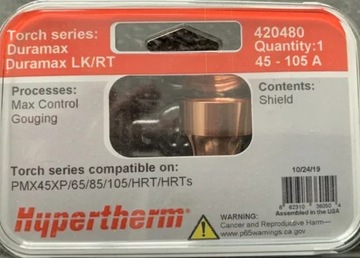 Torch series:
Duramax
Duramax LK/RT
420480
Quantity:1
45 - 105 A
Processes:
Max Control
Gouging
Contents:
Shield
Torch series compatible on:
PMX45XP/65/85/105/HRT/HRTs
Hypertherm
10/24/19
Assembled in the USA
WARNING:
Cancer and Reproductive Harm—
www.p65warnings.ca.gov